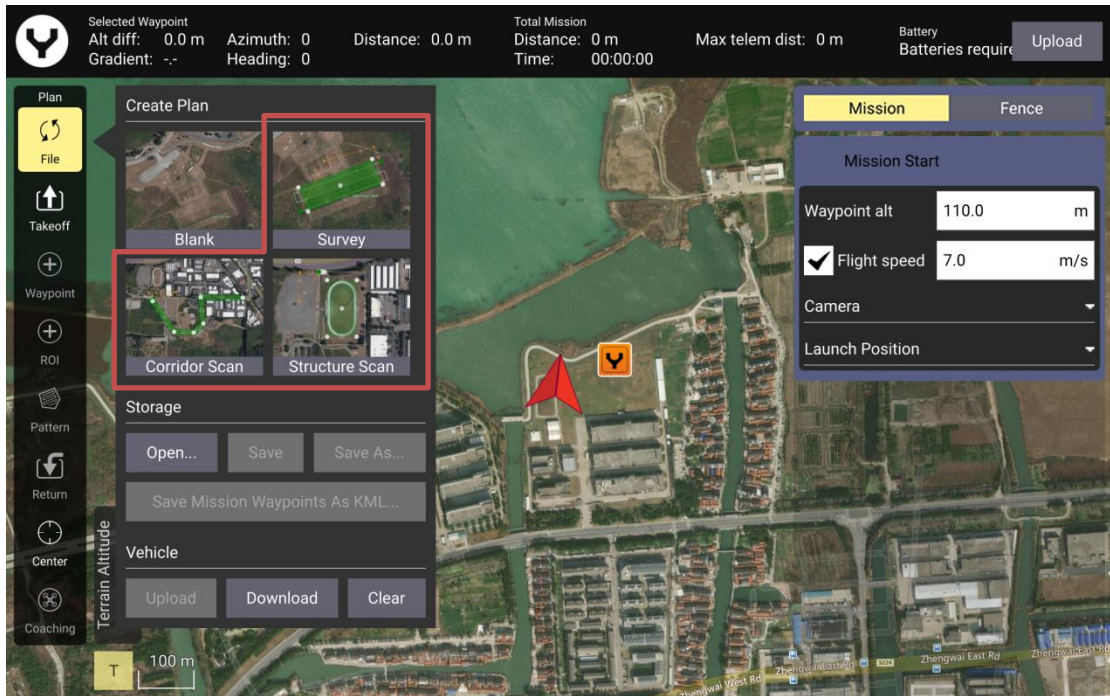 Selected Waypoint
Alt diff: 0.0 m Azimuth: 0 Distance: 0.0 m
Gradient: -.- Heading: 0
Total Mission
Distance: 0 m Max telem dist: 0 m
Time: 00:00:00
Battery
Batteries require
Upload
Plan
File
Takeoff
Waypoint
ROI
Pattern
Return
Center
Coaching
Create Plan
Blank
Survey
Corridor Scan
Structure Scan
Storage
Open...
Save
Save As...
Save Mission Waypoints As KML...
Vehicle
Upload
Download
Clear
Terrain Altitude
T
100 m
Mission
Fence
Mission Start
Waypoint alt 110.0 m
Flight speed 7.0 m/s
Camera
Launch Position
Zhengwai West Rd
Zhengwai East Rd
S224
Zhengwai East Rd
Zhengwai East Rd